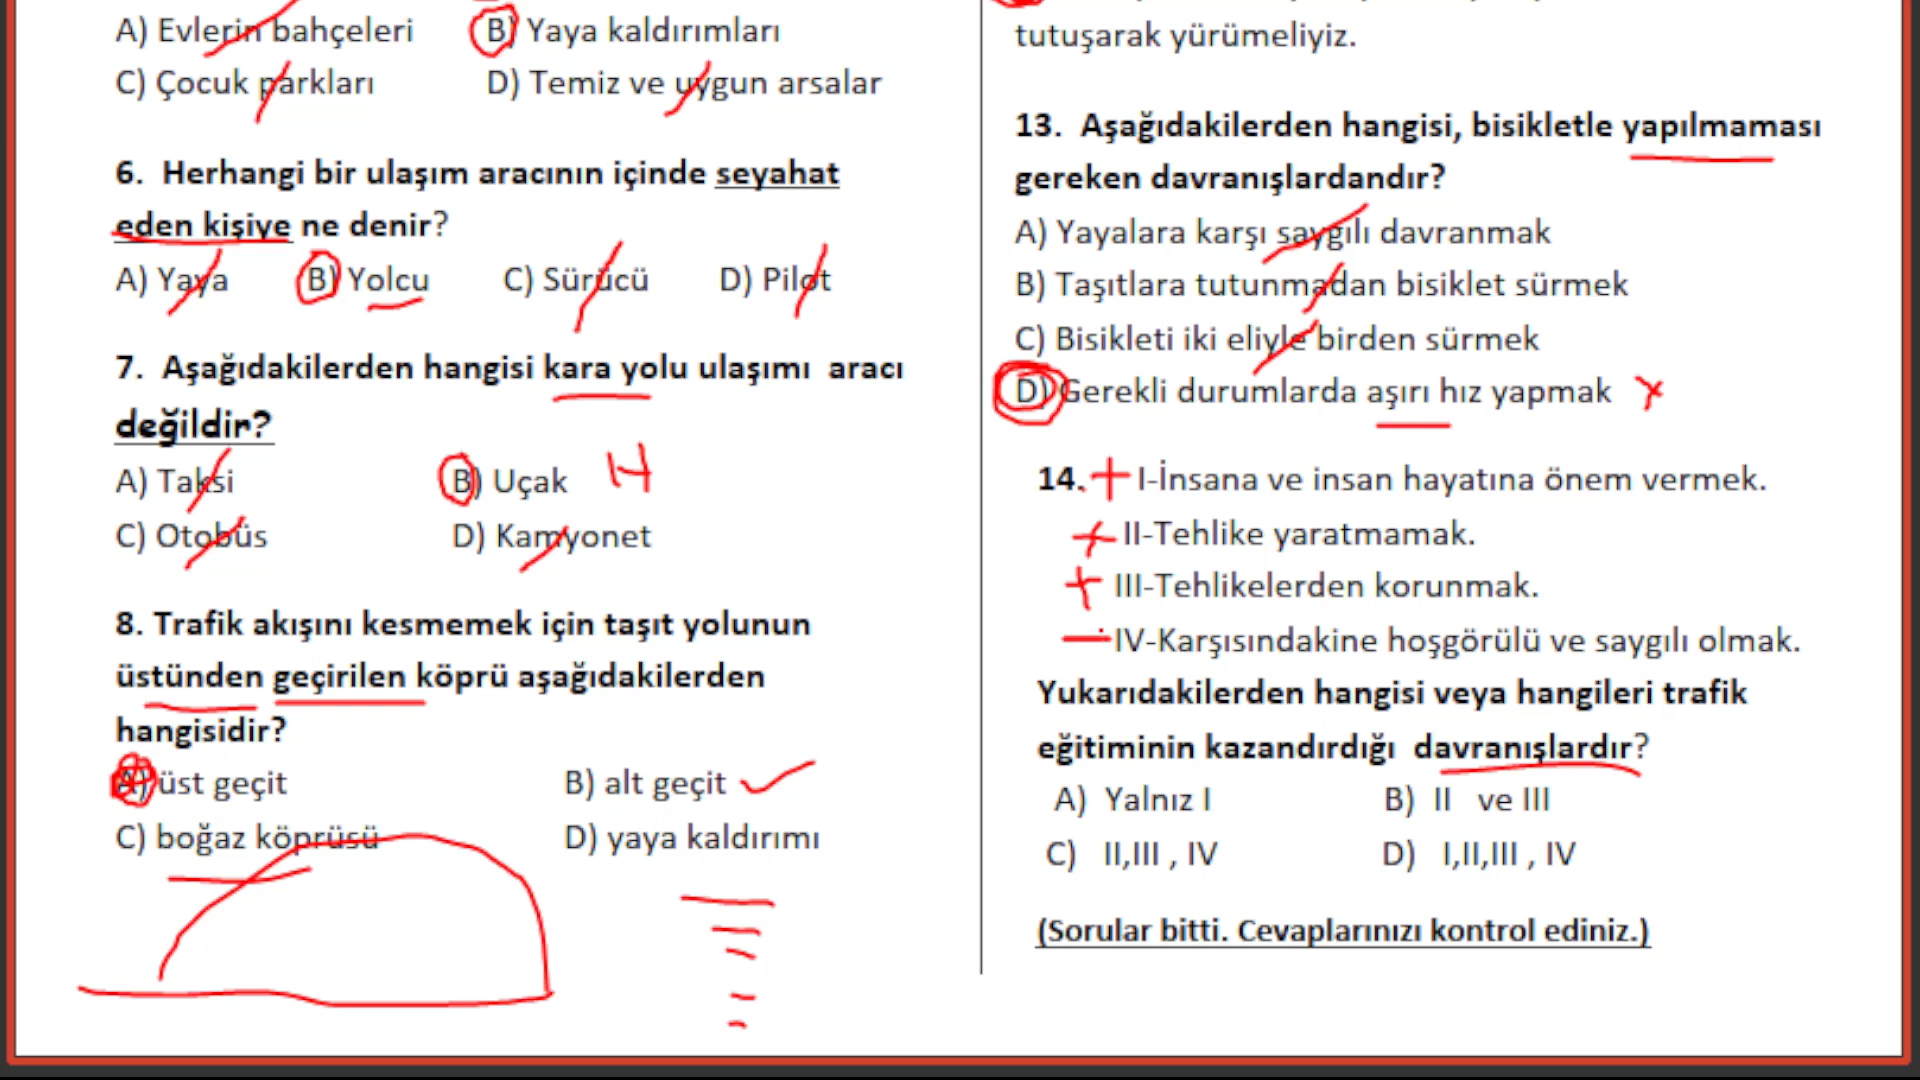 A) Evlerin bahçeleri B) Yaya kaldırımları
C) Çocuk parkları D) Temiz ve uygun arsalar
6. Herhangi bir ulaşım aracının içinde seyahat
eden kişiye ne denir?
A) Yaya B) Yolcu C) Sürücü D) Pilot
7. Aşağıdakilerden hangisi kara yolu ulaşımı aracı
değildir?
A) Taksi B) Uçak H
C) Otobüs D) Kamyonet
8. Trafik akışını kesmemek için taşıt yolunun
üstünden geçirilen köprü aşağıdakilerden
hangisidir?
A) üst geçit B) alt geçit
C) boğaz köprüsü D) yaya kaldırımı
tutuşarak yürümeliyiz.
13. Aşağıdakilerden hangisi, bisikletle yapılmaması
gereken davranışlardandır?
A) Yayalara karşı saygılı davranmak
B) Taşıtlara tutunmadan bisiklet sürmek
C) Bisikleti iki eliyle birden sürmek
D) Gerekli durumlarda aşırı hız yapmak
14. + I-İnsana ve insan hayatına önem vermek.
+ II-Tehlike yaratmamak.
+ III-Tehlikelerden korunmak.
IV-Karşısındakine hoşgörülü ve saygılı olmak.
Yukarıdakilerden hangisi veya hangileri trafik
eğitiminin kazandırdığı davranışlardır?
A) Yalnız I B) II ve III
C) II,III , IV D) I,II,III , IV
(Sorular bitti. Cevaplarınızı kontrol ediniz.)